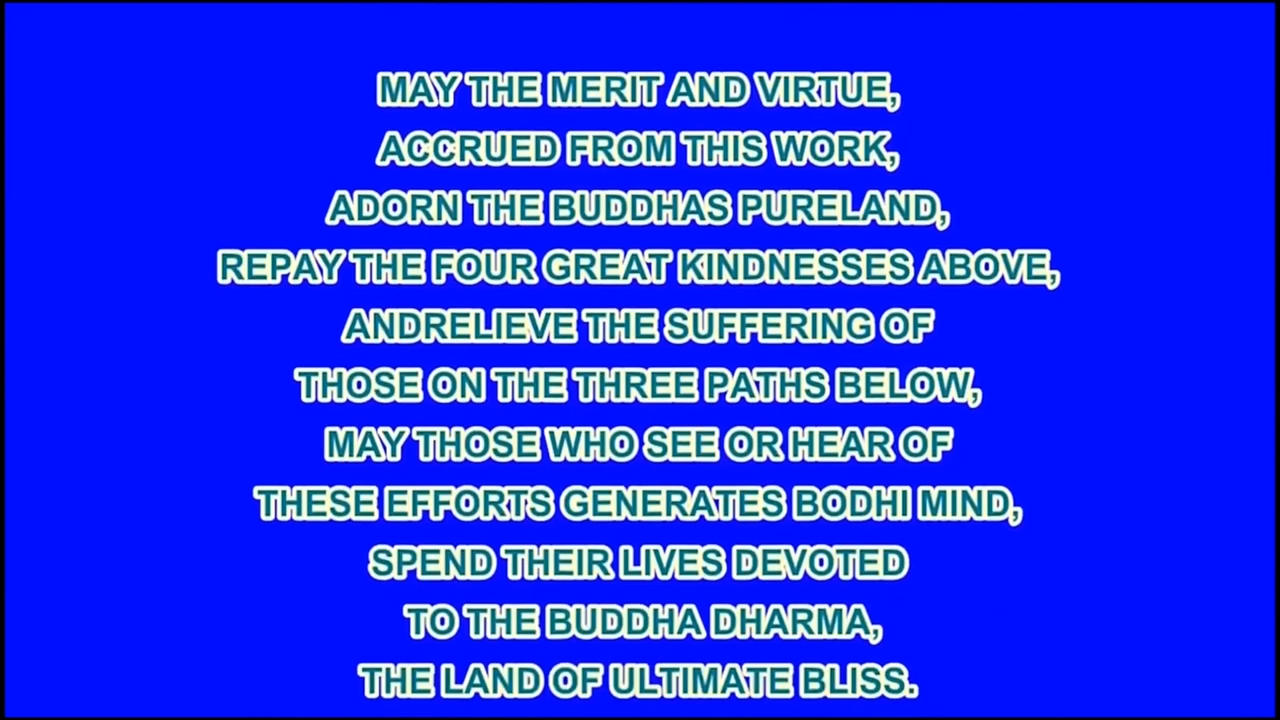 MAY THE MERIT AND VIRTUE,
ACCRUED FROM THIS WORK,
ADORN THE BUDDHAS PURELAND,
REPAY THE FOUR GREAT KINDNESSES ABOVE,
ANDRELIEVE THE SUFFERING OF
THOSE ON THE THREE PATHS BELOW,
MAY THOSE WHO SEE OR HEAR OF
THESE EFFORTS GENERATES BODHI MIND,
SPEND THEIR LIVES DEVOTED
TO THE BUDDHA DHARMA,
THE LAND OF ULTIMATE BLISS.